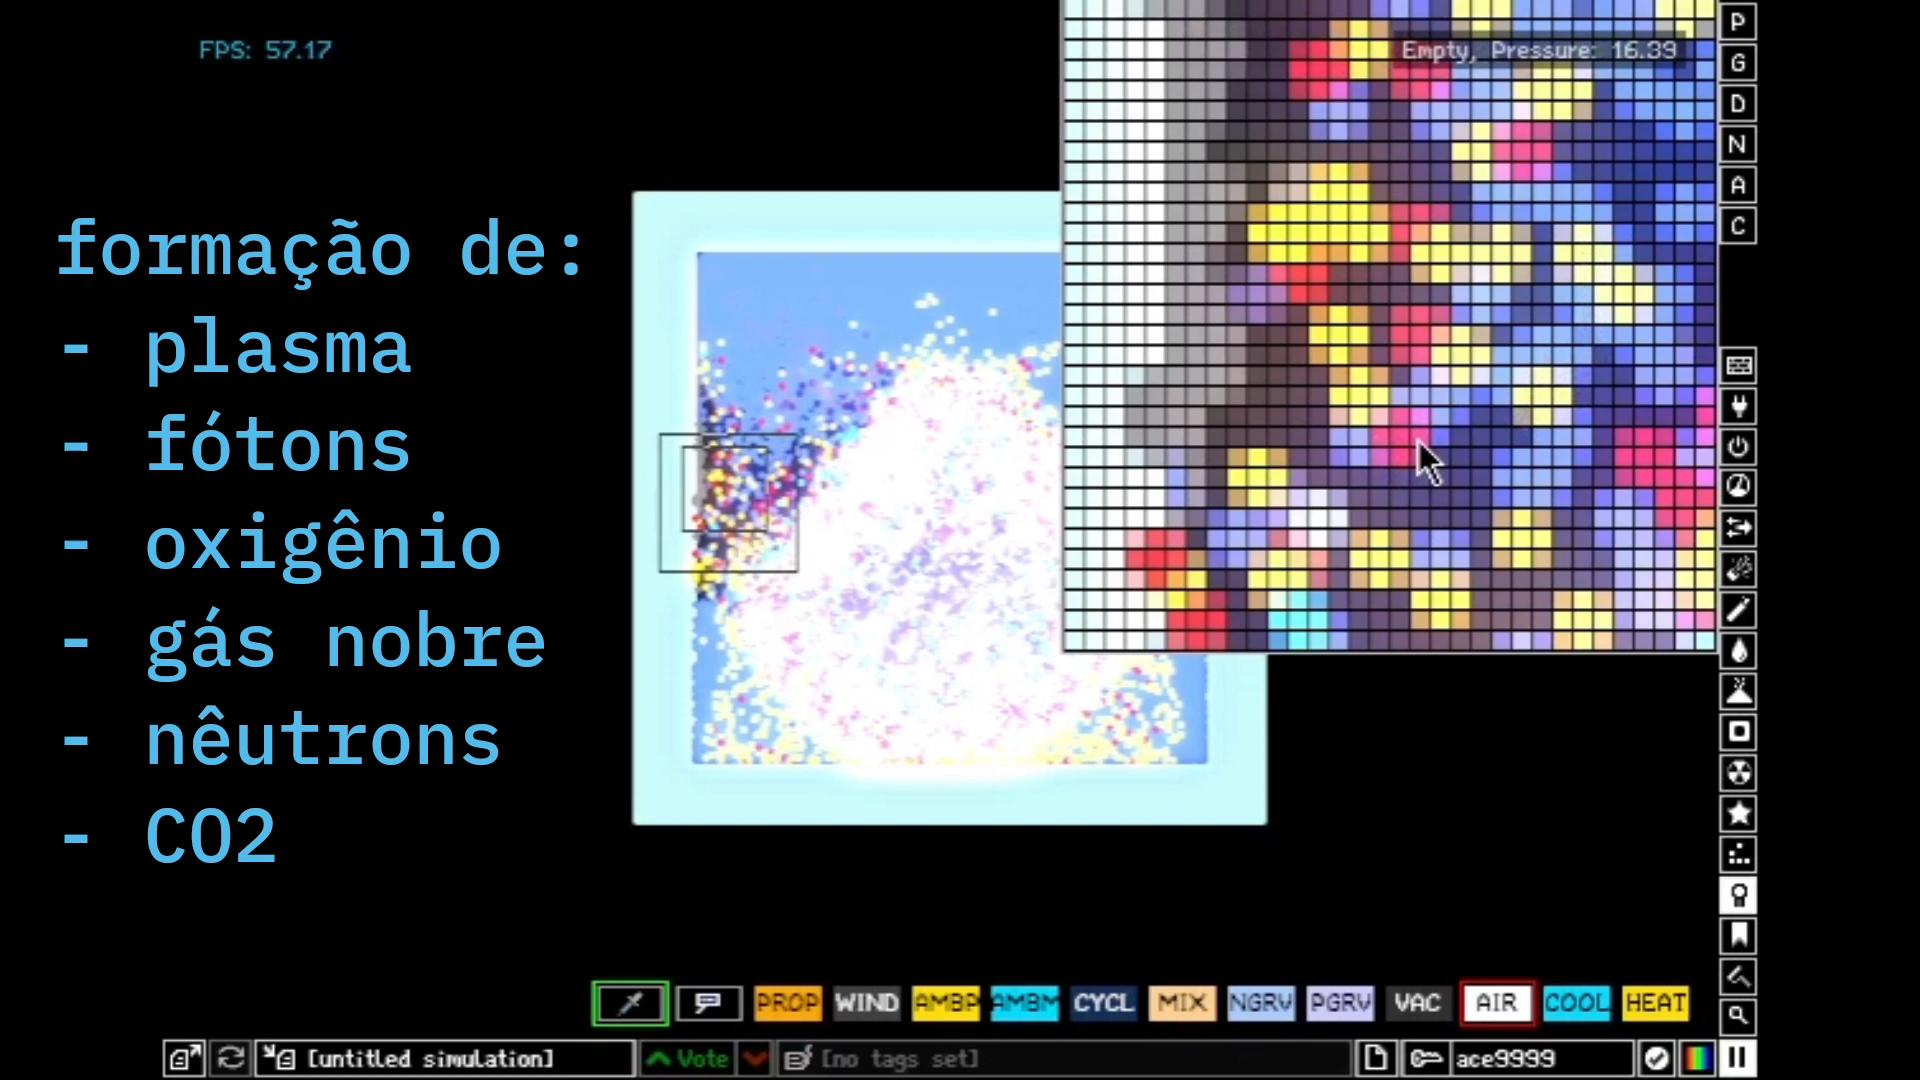 FPS: 57.17
Empty, Pressure: 16.39
P
G
D
N
A
C
formação de:
- plasma
- fótons
- oxigênio
- gás nobre
- nêutrons
- CO2
PROP WIND AMBP AMBM CYCL MIX NGRV PGRV VAC AIR COOL HEAT
[untitled simulation] Vote [no tags set] ace9999